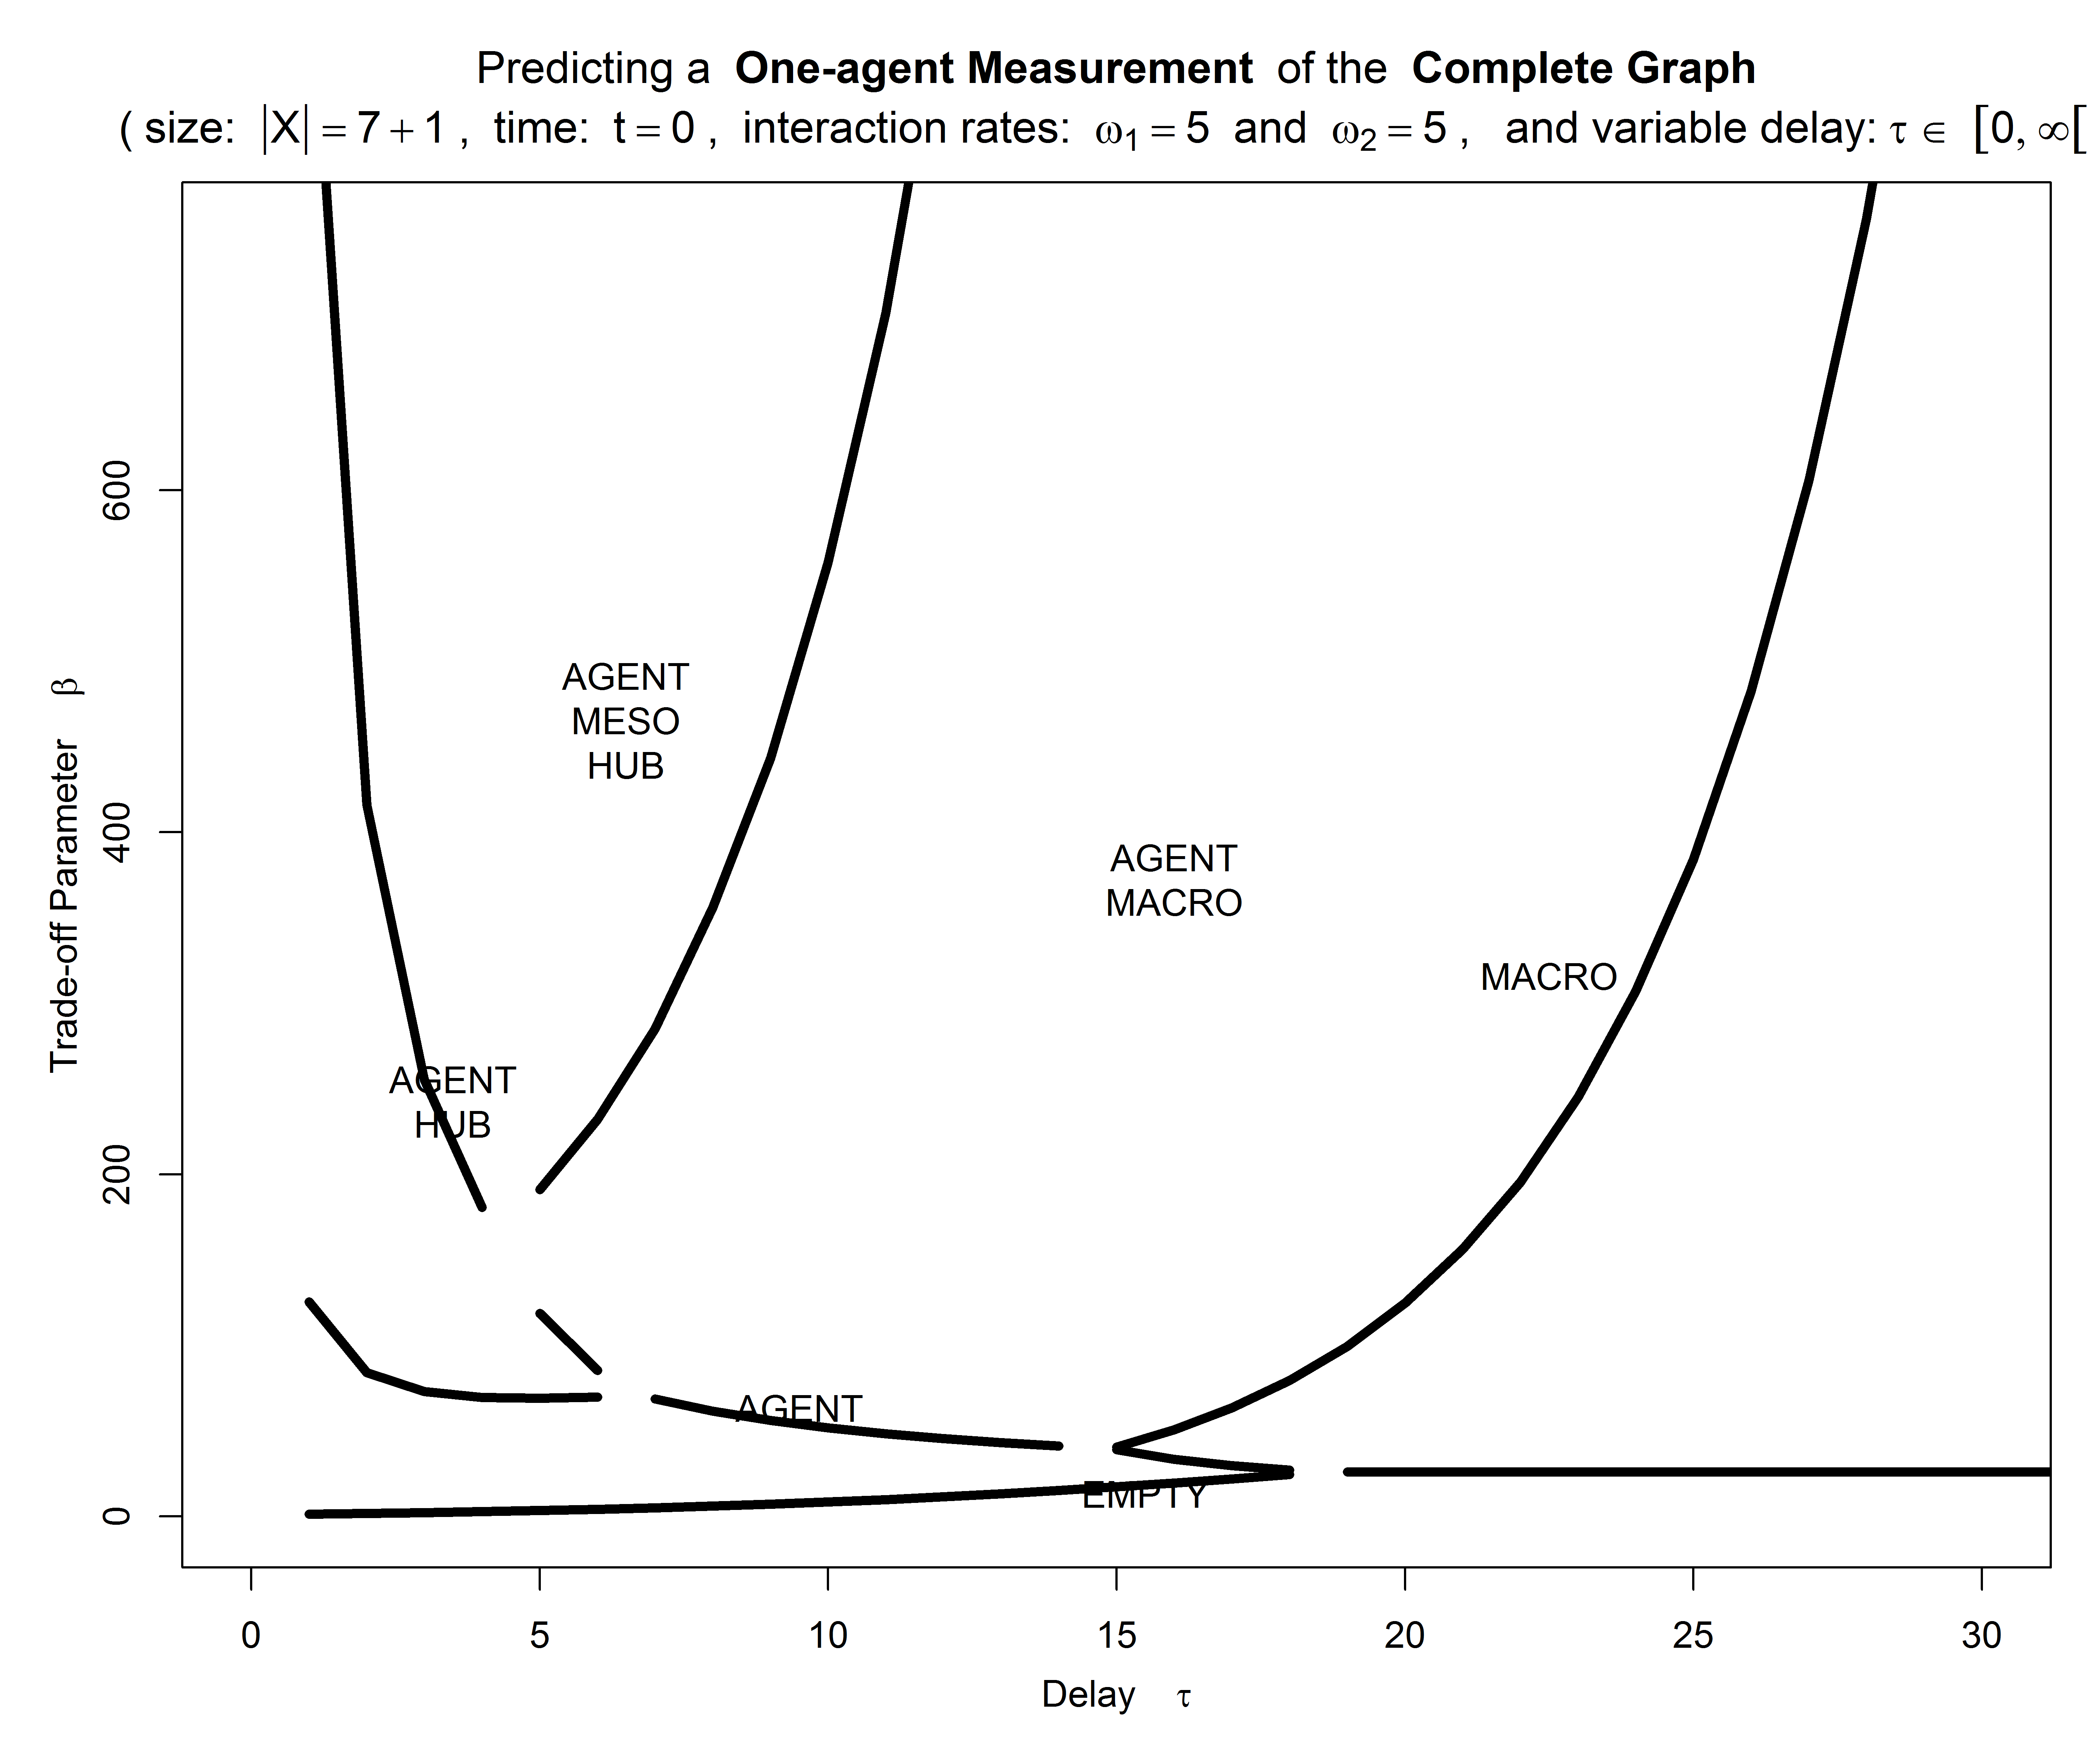 Predicting a One-agent Measurement of the Complete Graph
( size: |X| = 7 + 1 , time: t = 0 , interaction rates: ω₁ = 5 and ω₂ = 5 , and variable delay: τ ∈ [0, ∞[
Trade-off Parameter β
600
400
200
0
AGENT
MESO
HUB
AGENT
MACRO
MACRO
AGENT
HUB
AGENT
EMPTY
0 5 10 15 20 25 30
Delay τ